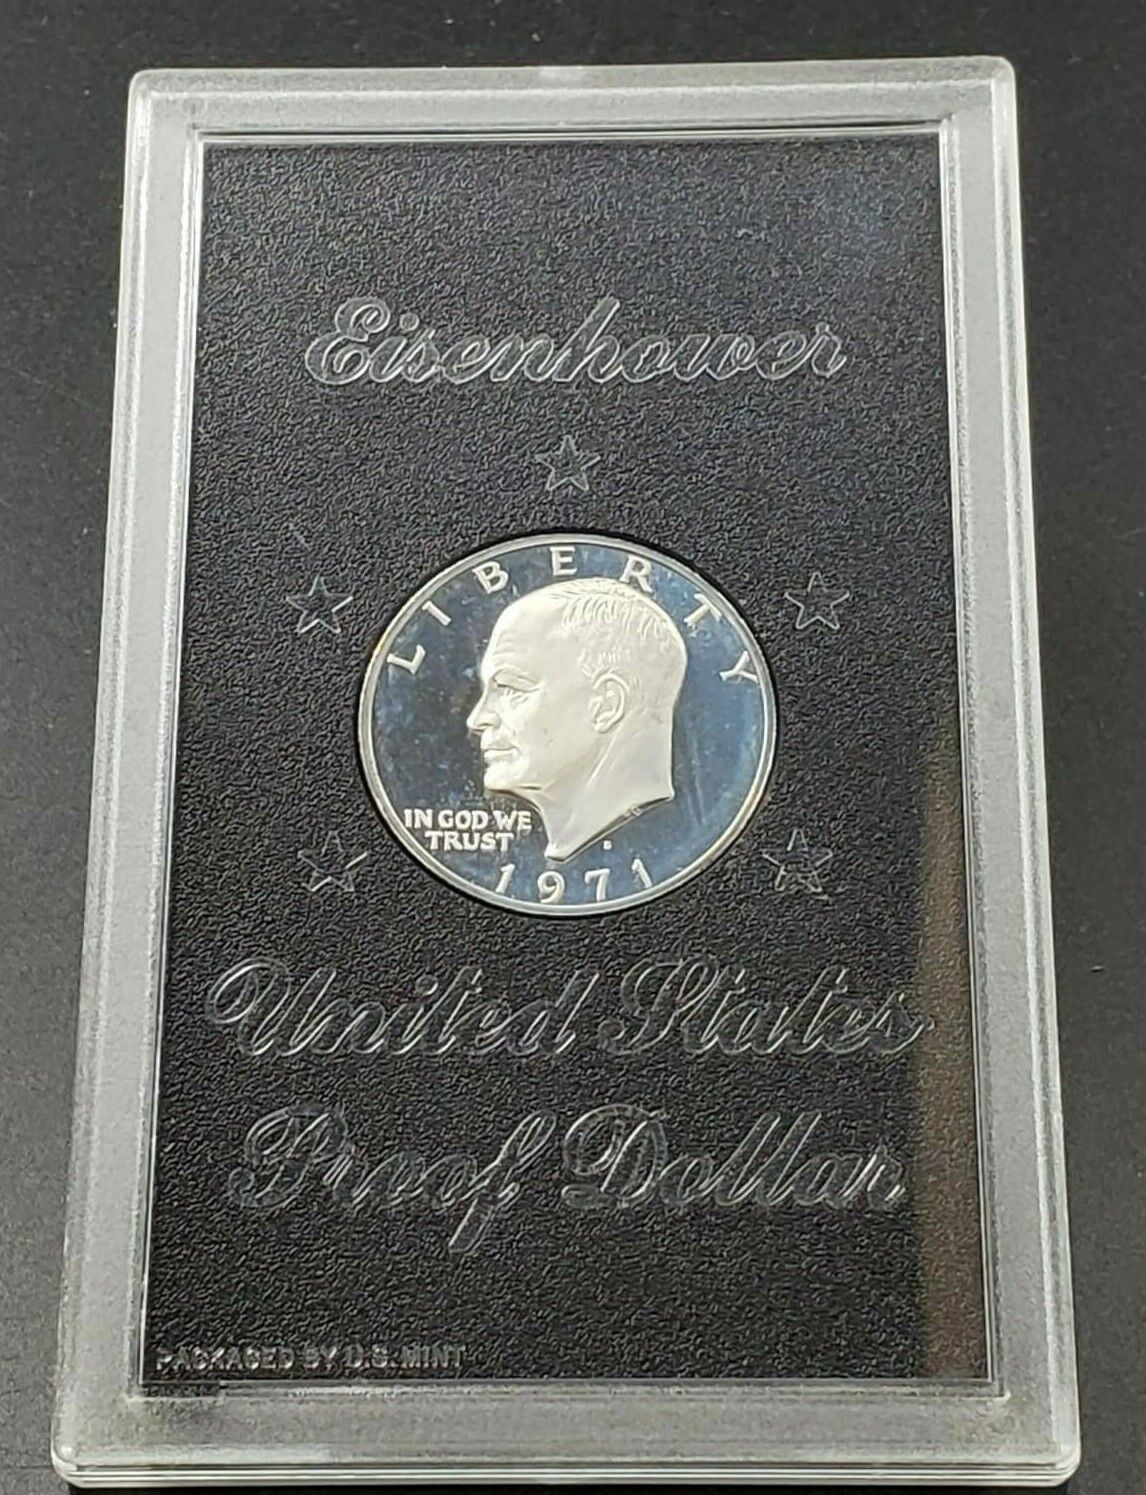 Eisenhower
LIBERTY
IN GOD WE
TRUST
S
1971
United States
Proof Dollar
PACKAGED BY U.S. MINT